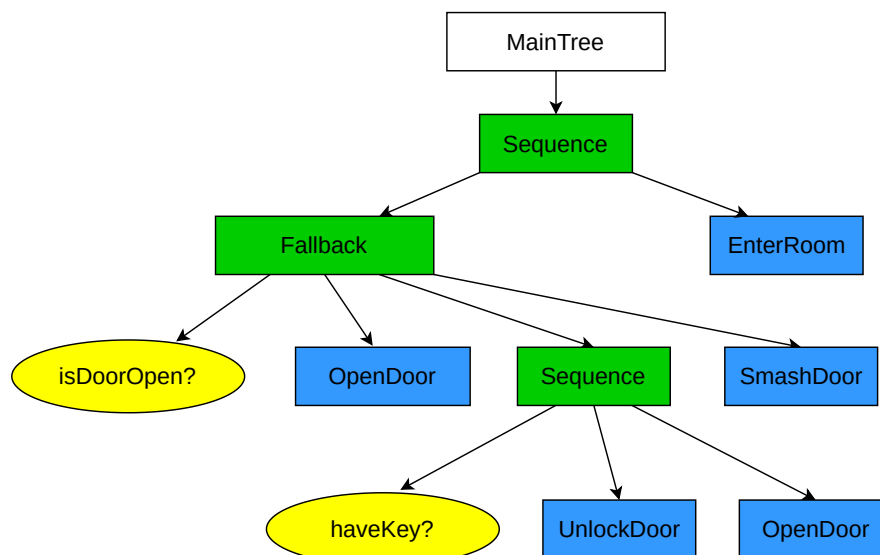 MainTree
Sequence
Fallback
EnterRoom
isDoorOpen?
OpenDoor
Sequence
SmashDoor
haveKey?
UnlockDoor
OpenDoor